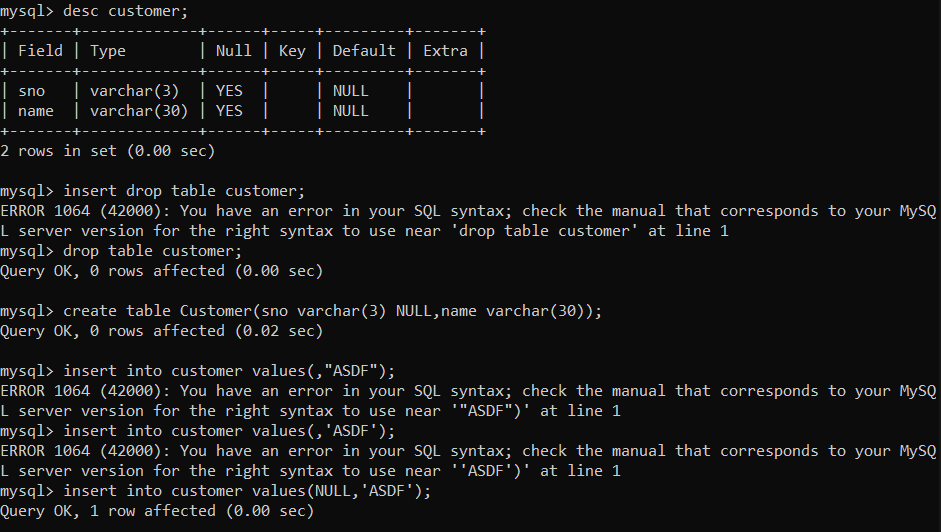 mysql> desc customer;
+-------+-------------+------+-----+---------+-------+
| Field | Type        | Null | Key | Default | Extra |
+-------+-------------+------+-----+---------+-------+
| sno   | varchar(3)  | YES  |     | NULL    |       |
| name  | varchar(30) | YES  |     | NULL    |       |
+-------+-------------+------+-----+---------+-------+
2 rows in set (0.00 sec)

mysql> insert drop table customer;
ERROR 1064 (42000): You have an error in your SQL syntax; check the manual that corresponds to your MySQ
L server version for the right syntax to use near 'drop table customer' at line 1
mysql> drop table customer;
Query OK, 0 rows affected (0.00 sec)

mysql> create table Customer(sno varchar(3) NULL,name varchar(30));
Query OK, 0 rows affected (0.02 sec)

mysql> insert into customer values(,"ASDF");
ERROR 1064 (42000): You have an error in your SQL syntax; check the manual that corresponds to your MySQ
L server version for the right syntax to use near '"ASDF")' at line 1
mysql> insert into customer values(,'ASDF');
ERROR 1064 (42000): You have an error in your SQL syntax; check the manual that corresponds to your MySQ
L server version for the right syntax to use near ''ASDF')' at line 1
mysql> insert into customer values(NULL,'ASDF');
Query OK, 1 row affected (0.00 sec)